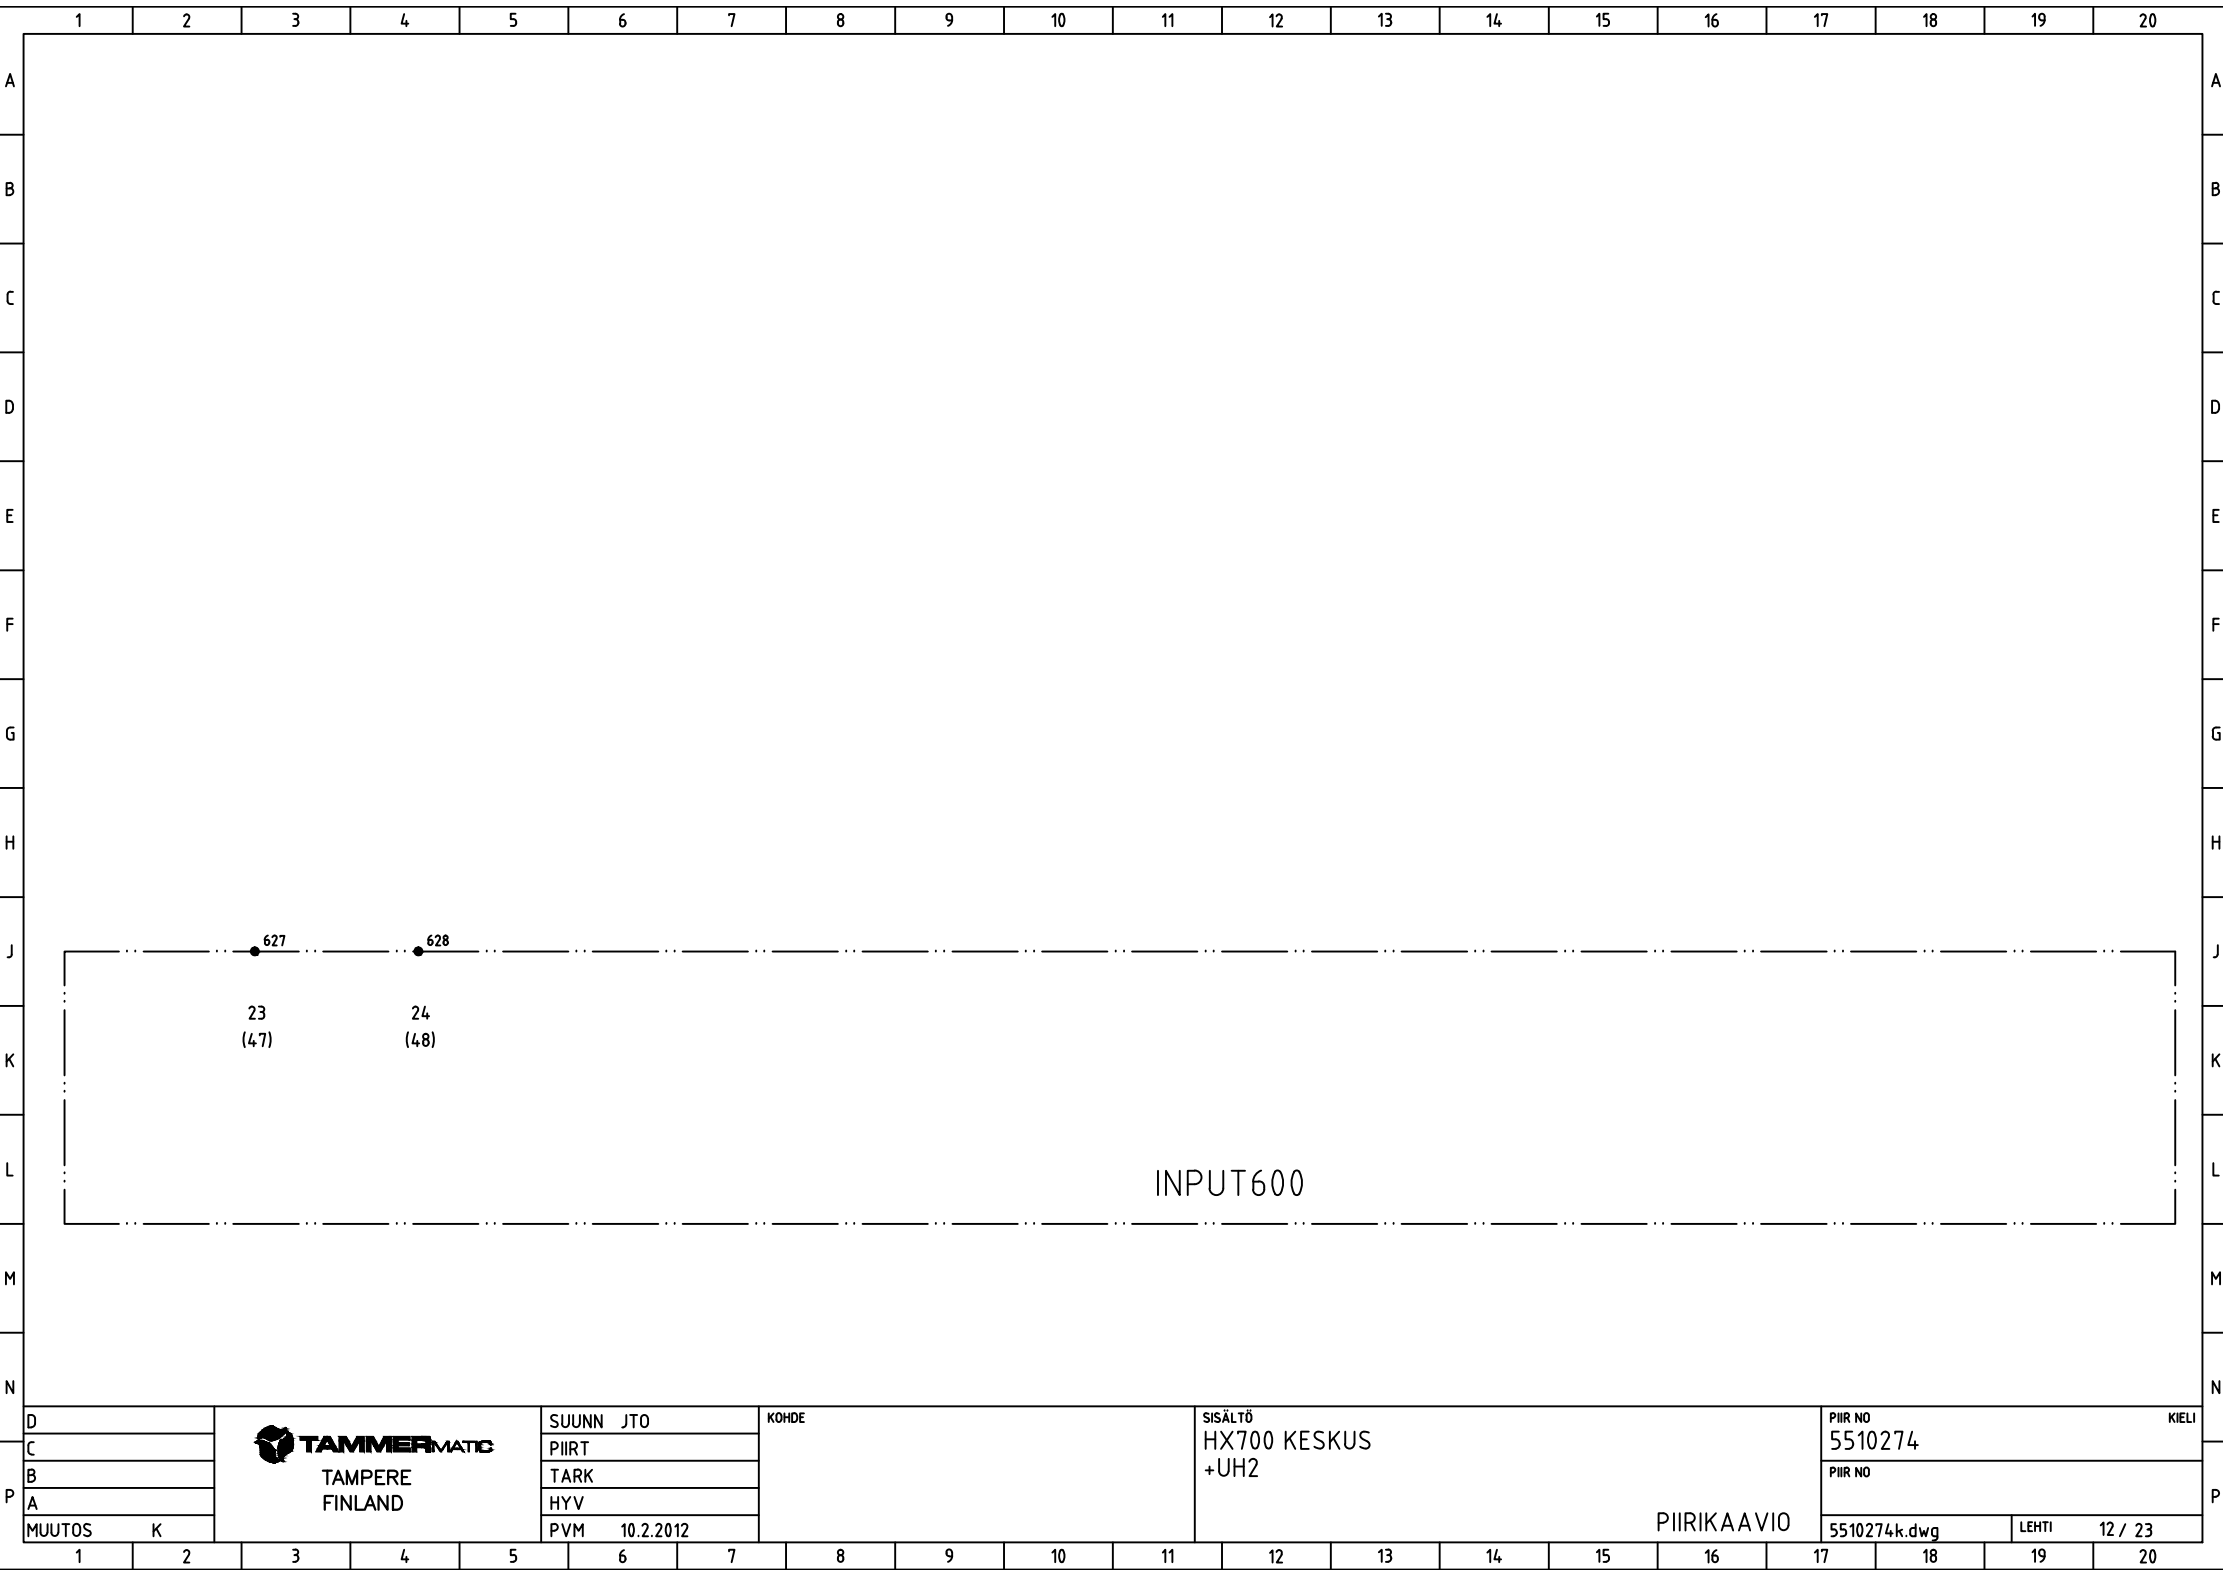 1 2 3 4 5 6 7 8 9 10 11 12 13 14 15 16 17 18 19 20
A A
B B
C C
D D
E E
F F
G G
H H
627 628
J J
23 24
(47) (48)
K K
L L
INPUT600
M M
N N
D
C
B
A
MUUTOS K
P P
TAMMERMATIC
TAMPERE
FINLAND
SUUNN JTO
PIIRT
TARK
HYV
PVM 10.2.2012
KOHDE
SISÄLTÖ
HX700 KESKUS
+UH2
PIIRIKAAVIO
PIIR NO KIELI
5510274
PIIR NO
5510274k.dwg LEHTI 12 / 23
1 2 3 4 5 6 7 8 9 10 11 12 13 14 15 16 17 18 19 20